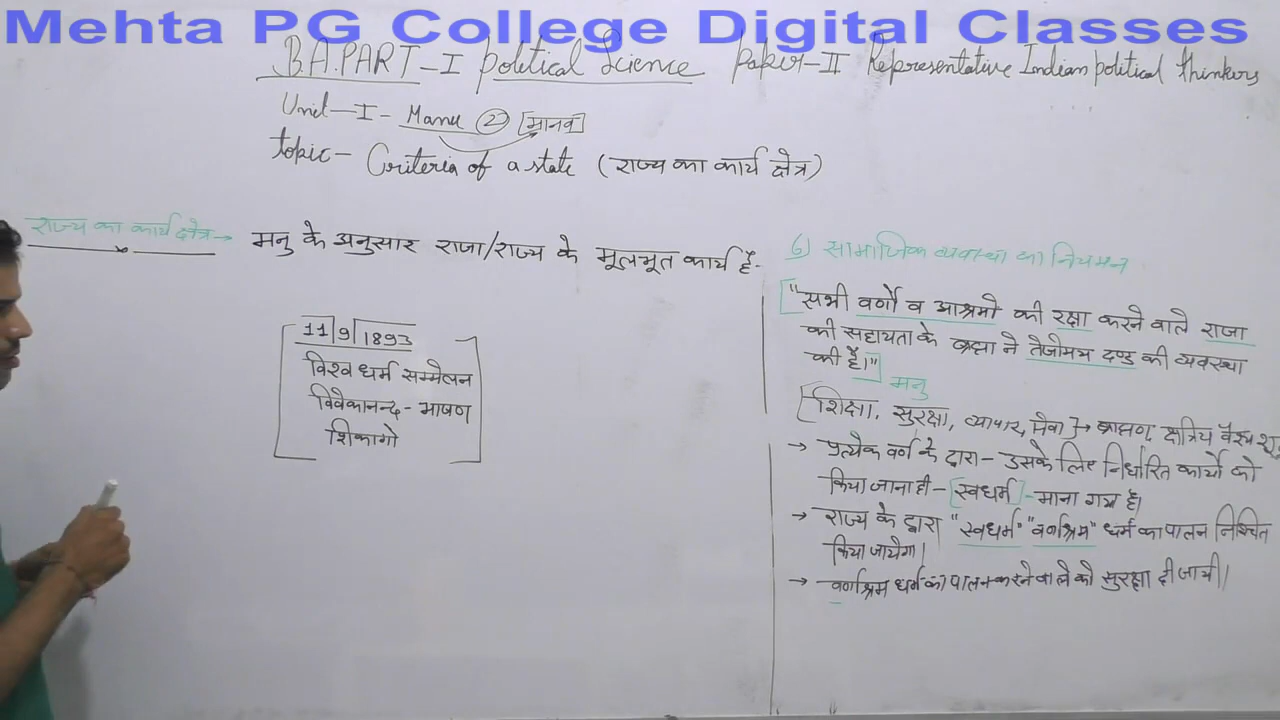 Mehta PG College Digital Classes
B.A. PART-I Political Science Paper-II Representative Indian political thinkers
Unit-I- Manu (2) [मानव]
topic- Criteria of a state (राज्य का कार्य क्षेत्र)
राज्य का कार्य क्षेत्र→ मनु के अनुसार राजा/राज्य के मूलभूत कार्य हैं-
11|9|1893
विश्व धर्म सम्मेलन
विवेकानन्द- भाषण
शिकागो
6) सामाजिक व्यवस्था का नियमन
["सभी वर्णो व आश्रमो की रक्षा करने वाले राजा
की सहायता के ब्रह्मा ने तेजोमय दण्ड की व्यवस्था
की है।"]
मनु
[शिक्षा, सुरक्षा, व्यापार, सेवा]→ ब्राह्मण, क्षत्रिय वैश्य
→ प्रत्येक वर्ण के द्वारा- उसके लिए निर्धारित कार्यो को
किया जाना ही-[स्वधर्म]-माना गया है।
→ राज्य के द्वारा "स्वधर्म" "वर्णाश्रम" धर्म का पालन निश्चित
किया जायेगा।
→ वर्णाश्रम धर्म का पालन करने वाले को सुरक्षा दी जायी।